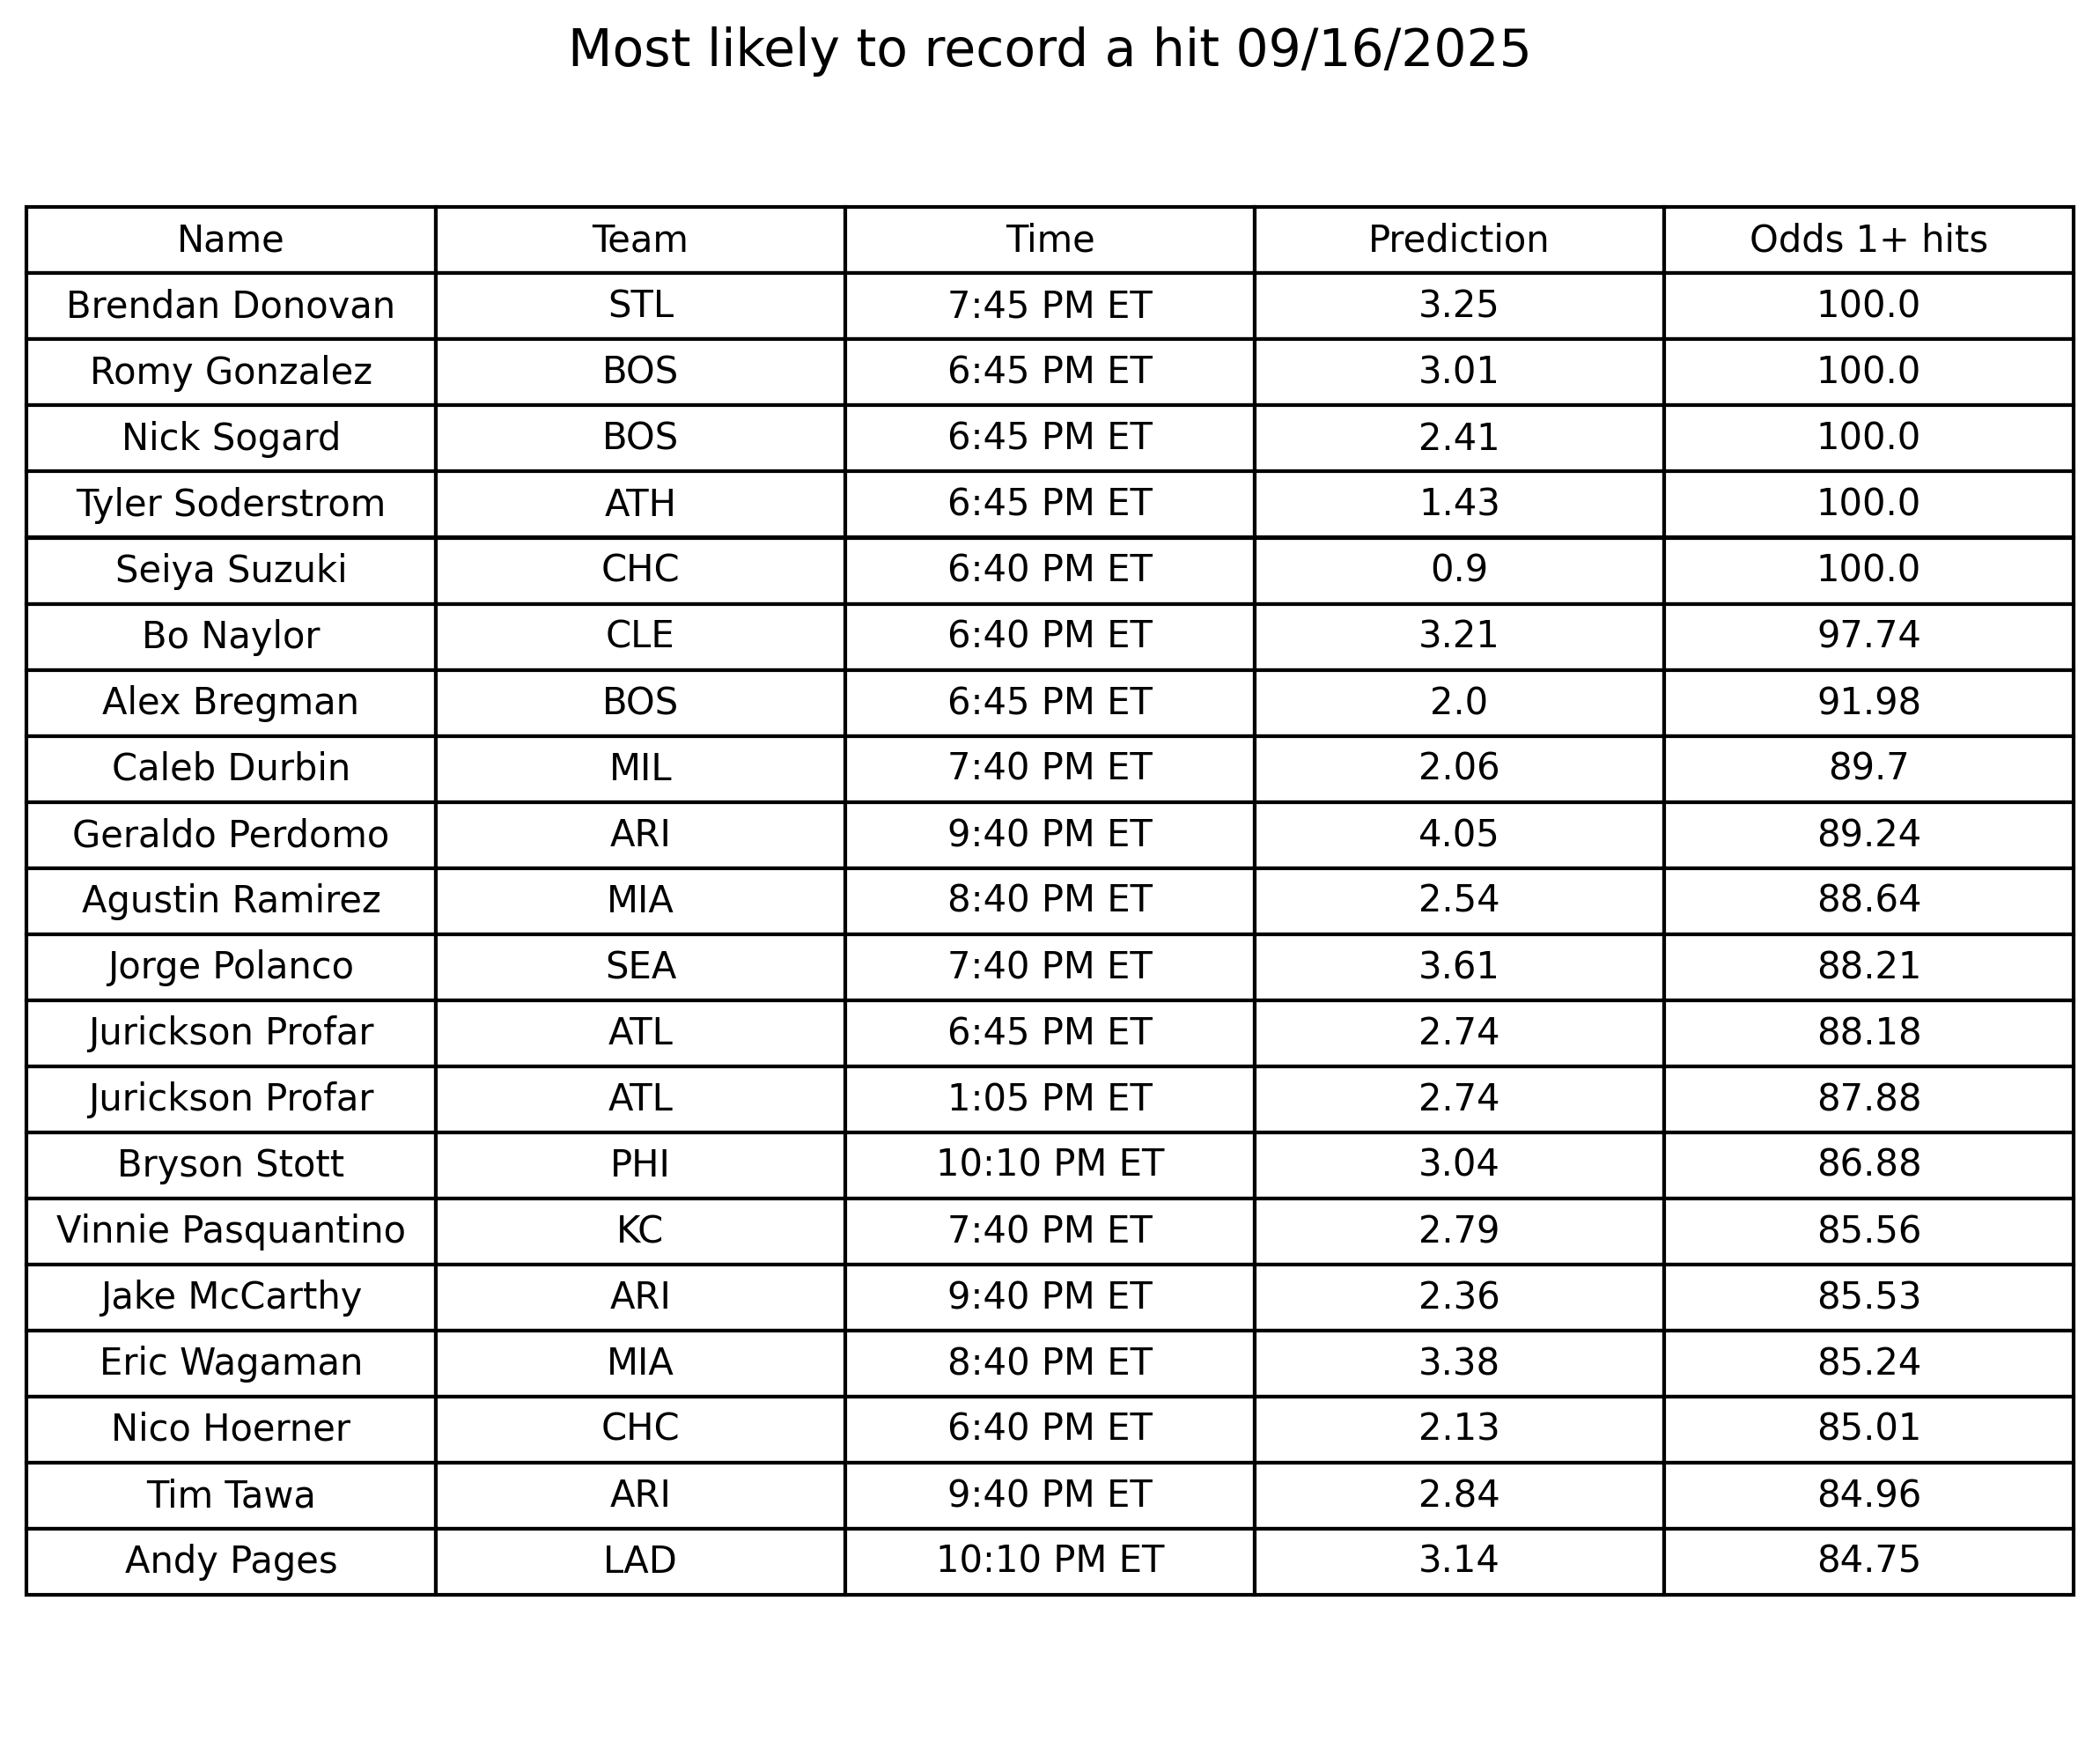 Most likely to record a hit 09/16/2025
Name Team Time Prediction Odds 1+ hits
Brendan Donovan STL 7:45 PM ET 3.25 100.0
Romy Gonzalez BOS 6:45 PM ET 3.01 100.0
Nick Sogard BOS 6:45 PM ET 2.41 100.0
Tyler Soderstrom ATH 6:45 PM ET 1.43 100.0
Seiya Suzuki CHC 6:40 PM ET 0.9 100.0
Bo Naylor CLE 6:40 PM ET 3.21 97.74
Alex Bregman BOS 6:45 PM ET 2.0 91.98
Caleb Durbin MIL 7:40 PM ET 2.06 89.7
Geraldo Perdomo ARI 9:40 PM ET 4.05 89.24
Agustin Ramirez MIA 8:40 PM ET 2.54 88.64
Jorge Polanco SEA 7:40 PM ET 3.61 88.21
Jurickson Profar ATL 6:45 PM ET 2.74 88.18
Jurickson Profar ATL 1:05 PM ET 2.74 87.88
Bryson Stott PHI 10:10 PM ET 3.04 86.88
Vinnie Pasquantino KC 7:40 PM ET 2.79 85.56
Jake McCarthy ARI 9:40 PM ET 2.36 85.53
Eric Wagaman MIA 8:40 PM ET 3.38 85.24
Nico Hoerner CHC 6:40 PM ET 2.13 85.01
Tim Tawa ARI 9:40 PM ET 2.84 84.96
Andy Pages LAD 10:10 PM ET 3.14 84.75